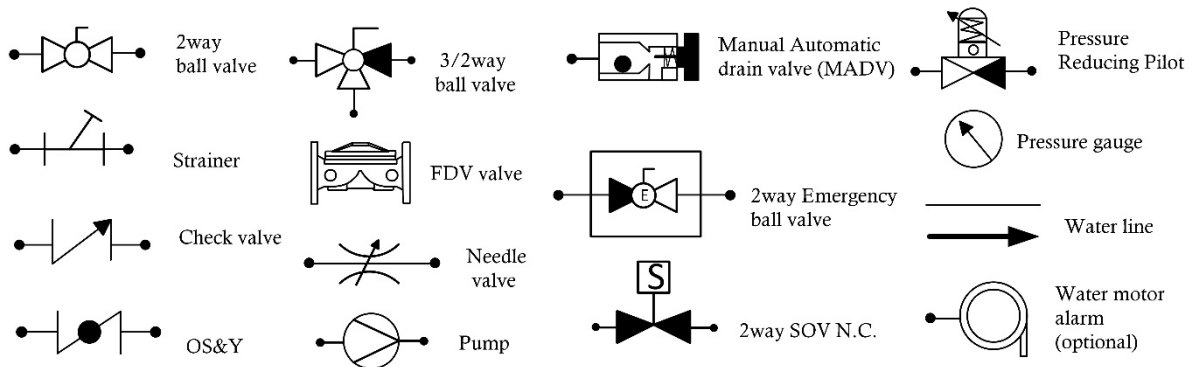 2way
ball valve
3/2way
ball valve
Manual Automatic
drain valve (MADV)
Pressure
Reducing Pilot
Strainer
FDV valve
E
2way Emergency
ball valve
Pressure gauge
Check valve
Needle
valve
S
2way SOV N.C.
Water line
OS&Y
Pump
Water motor
alarm
(optional)